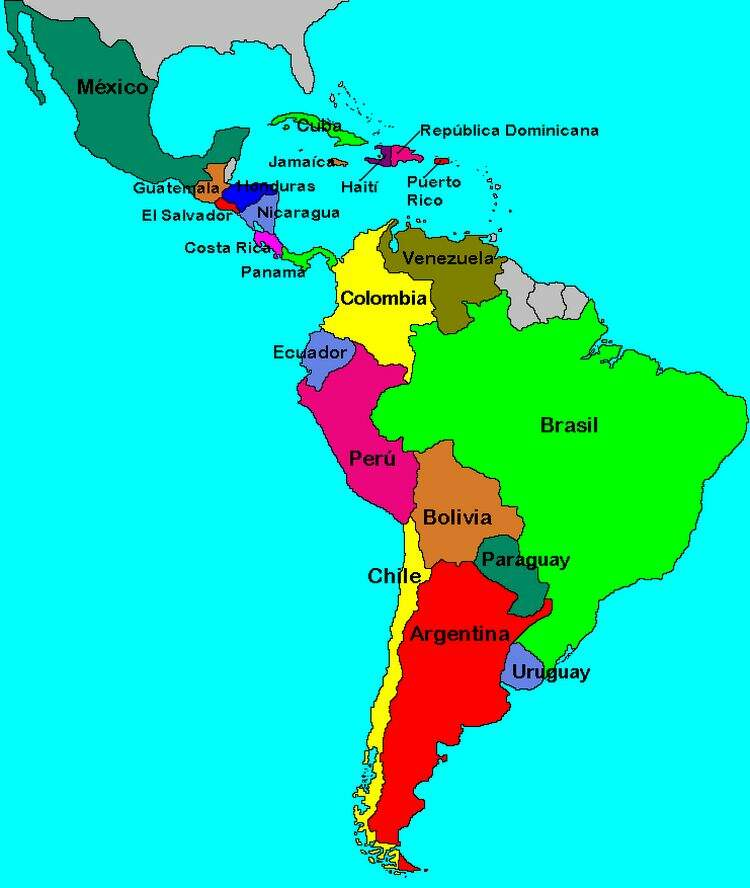 México
Cuba
República Dominicana
Jamaíca
Haití
Puerto
Rico
Guatemala
Honduras
El Salvador
Nicaragua
Costa Rica
Panamá
Venezuela
Colombia
Ecuador
Brasil
Perú
Bolivia
Paraguay
Chile
Argentina
Uruguay